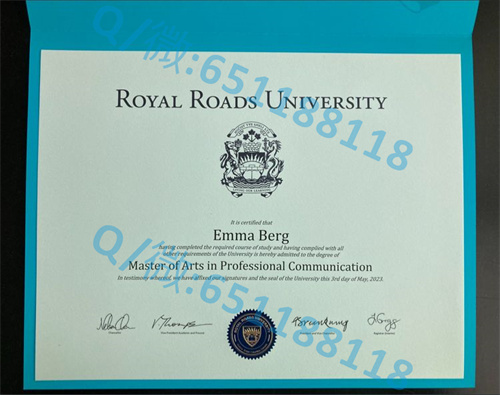 Q/微:651188118
ROYAL ROADS UNIVERSITY
It is certified that
Emma Berg
having completed the required course of study and having complied with all
other requirements of the University is hereby admitted to the degree of
Master of Arts in Professional Communication
In testimony whereof, we have affixed our signatures and the seal of the University this 3rd day of May, 2023.
Q/微:651188118
Chancellor